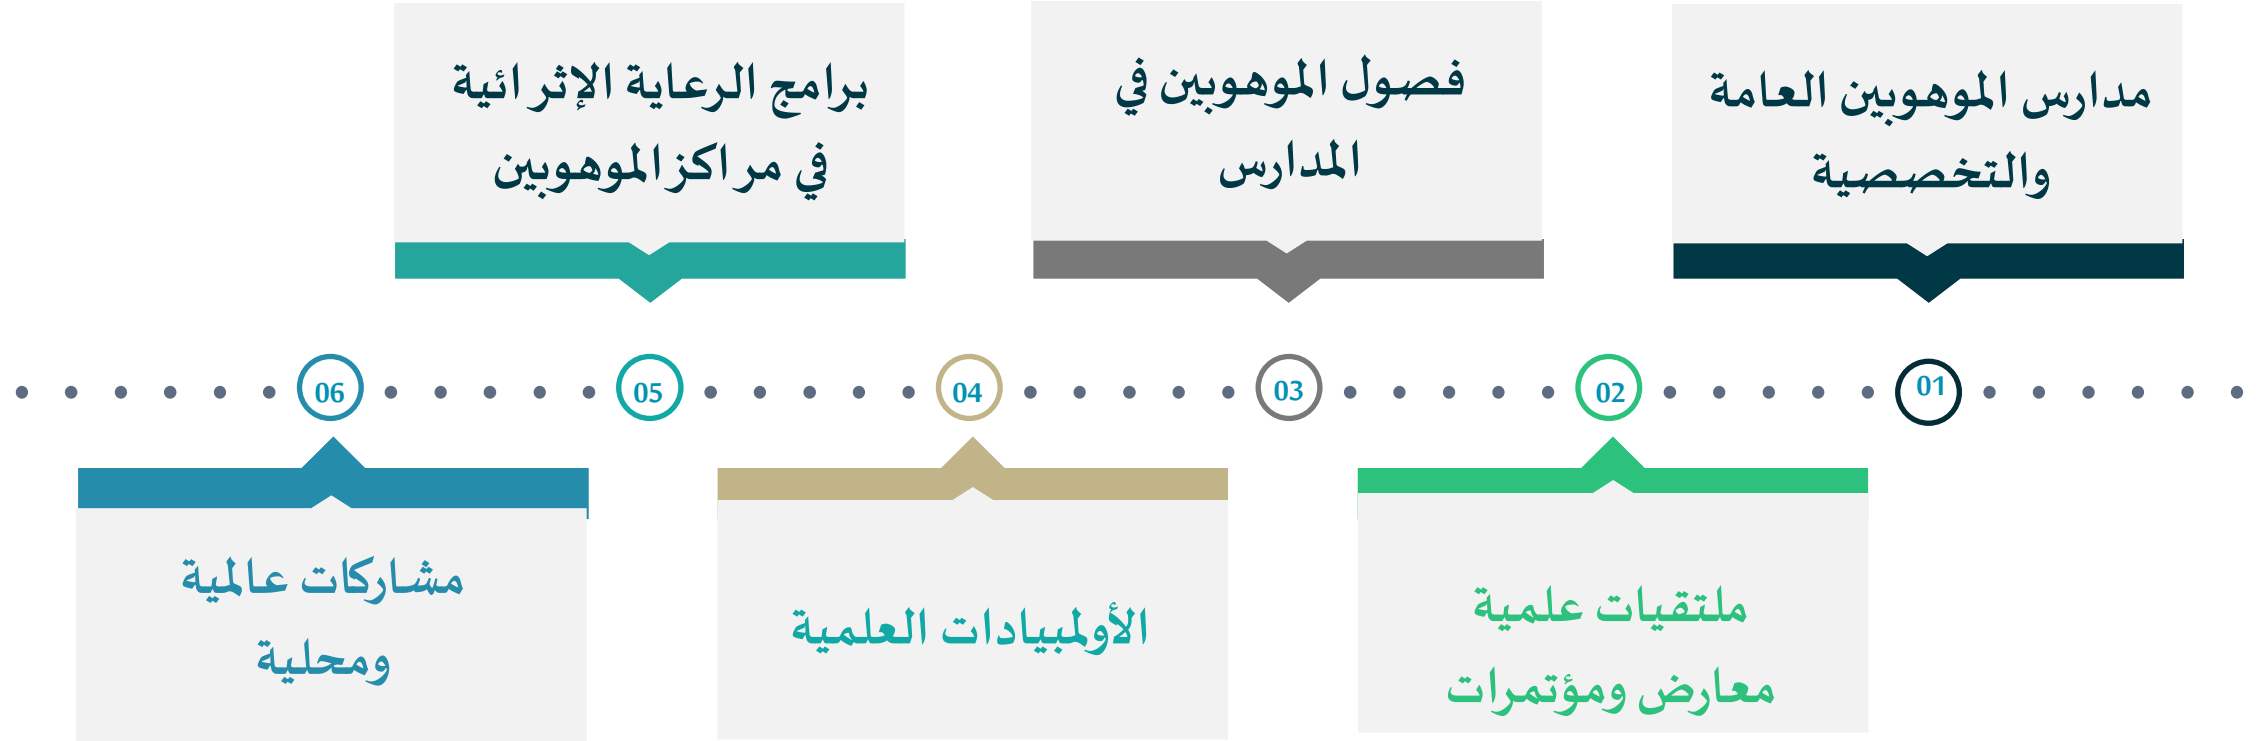 مدارس الموهوبين العامة
والتخصصية
01
02
ملتقيات علمية
معارض ومؤتمرات
فصول الموهوبين في
المدارس
03
04
الأولمبيادات العلمية
برامج الرعاية الإثرائية
في مراكز الموهوبين
05
06
مشاركات عالمية
ومحلية